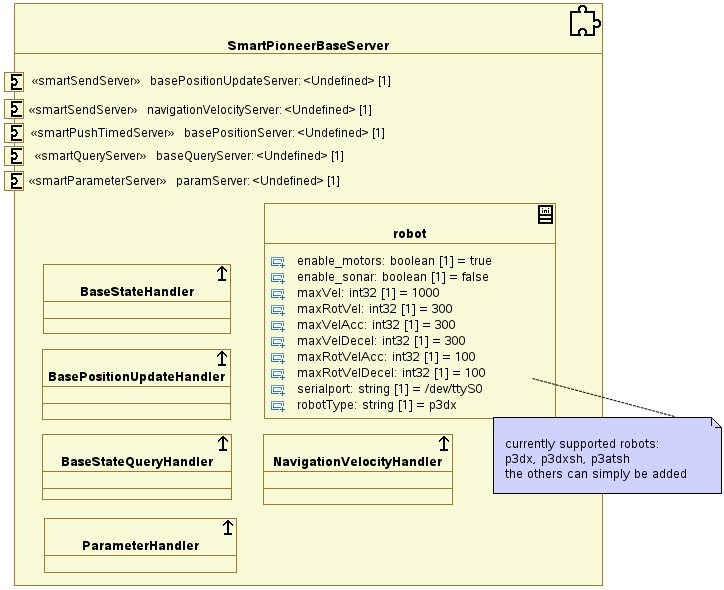 SmartPioneerBaseServer
«smartSendServer» basePositionUpdateServer: <Undefined> [1]
«smartSendServer» navigationVelocityServer: <Undefined> [1]
«smartPushTimedServer» basePositionServer: <Undefined> [1]
«smartQueryServer» baseQueryServer: <Undefined> [1]
«smartParameterServer» paramServer: <Undefined> [1]
ini
robot
enable_motors: boolean [1] = true
enable_sonar: boolean [1] = false
maxVel: int32 [1] = 1000
maxRotVel: int32 [1] = 300
maxVelAcc: int32 [1] = 300
maxVelDecel: int32 [1] = 300
maxRotVelAcc: int32 [1] = 100
maxRotVelDecel: int32 [1] = 100
serialport: string [1] = /dev/ttyS0
robotType: string [1] = p3dx
BaseStateHandler
BasePositionUpdateHandler
BaseStateQueryHandler
NavigationVelocityHandler
ParameterHandler
currently supported robots:
p3dx, p3dxsh, p3atsh
the others can simply be added